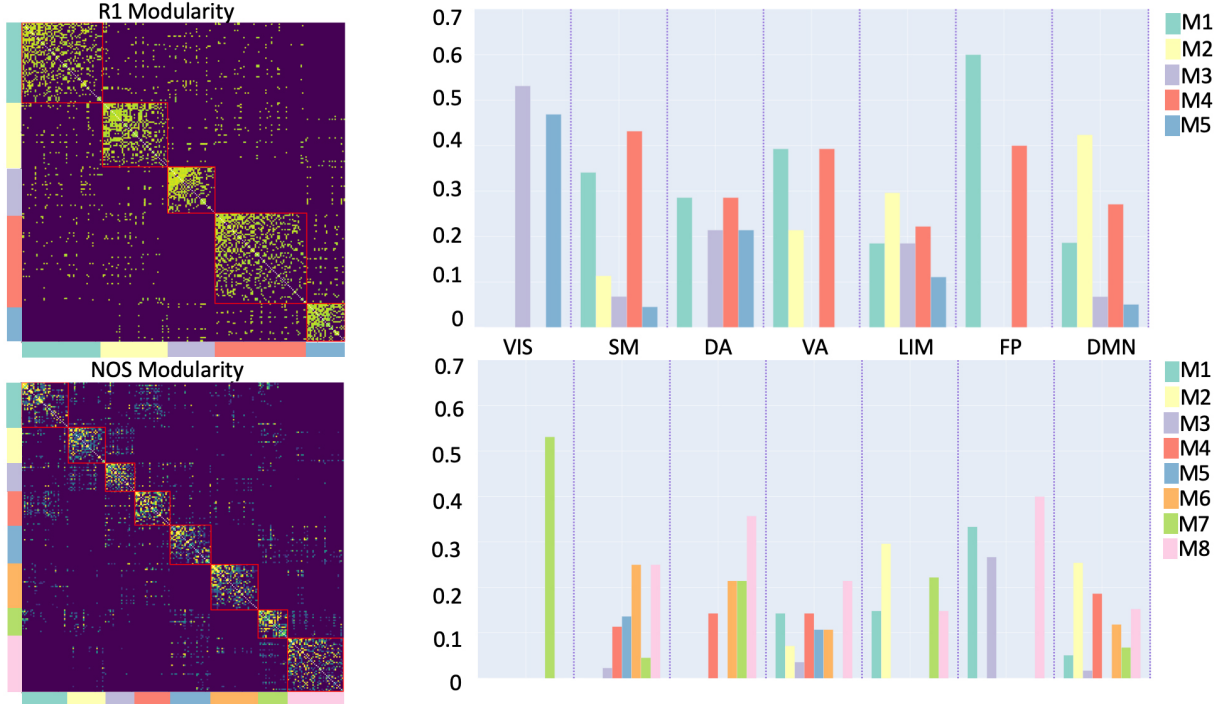 R1 Modularity
NOS Modularity
0.7
0.6
0.5
0.4
0.3
0.2
0.1
0
M1
M2
M3
M4
M5
VIS SM DA VA LIM FP DMN
0.7
0.6
0.5
0.4
0.3
0.2
0.1
0
M1
M2
M3
M4
M5
M6
M7
M8